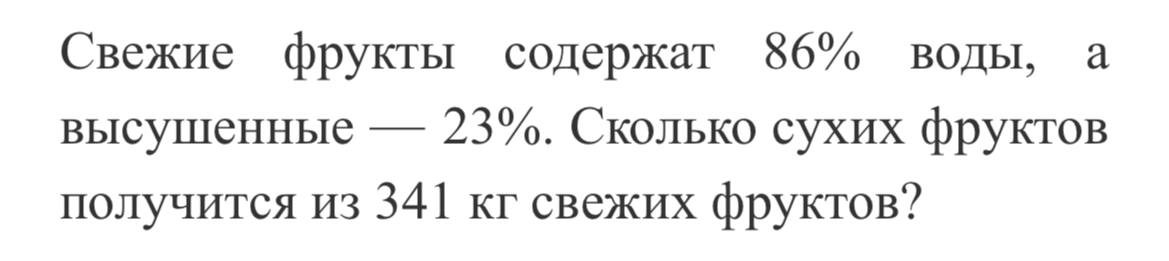 Свежие фрукты содержат 86% воды, а
высушенные — 23%. Сколько сухих фруктов
получится из 341 кг свежих фруктов?